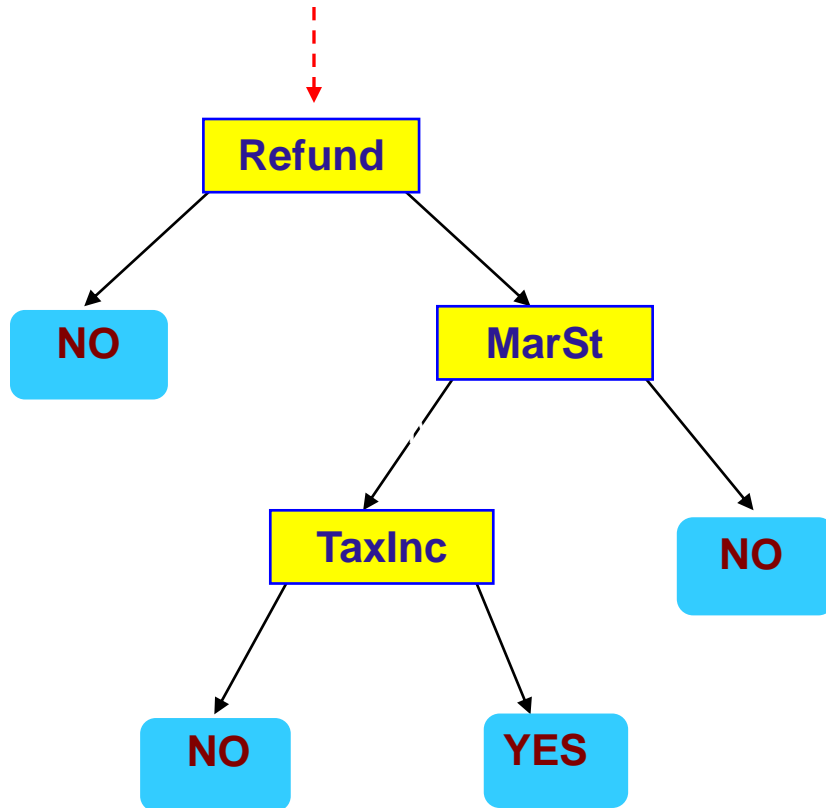 Refund
NO
MarSt
TaxInc
NO
NO
YES